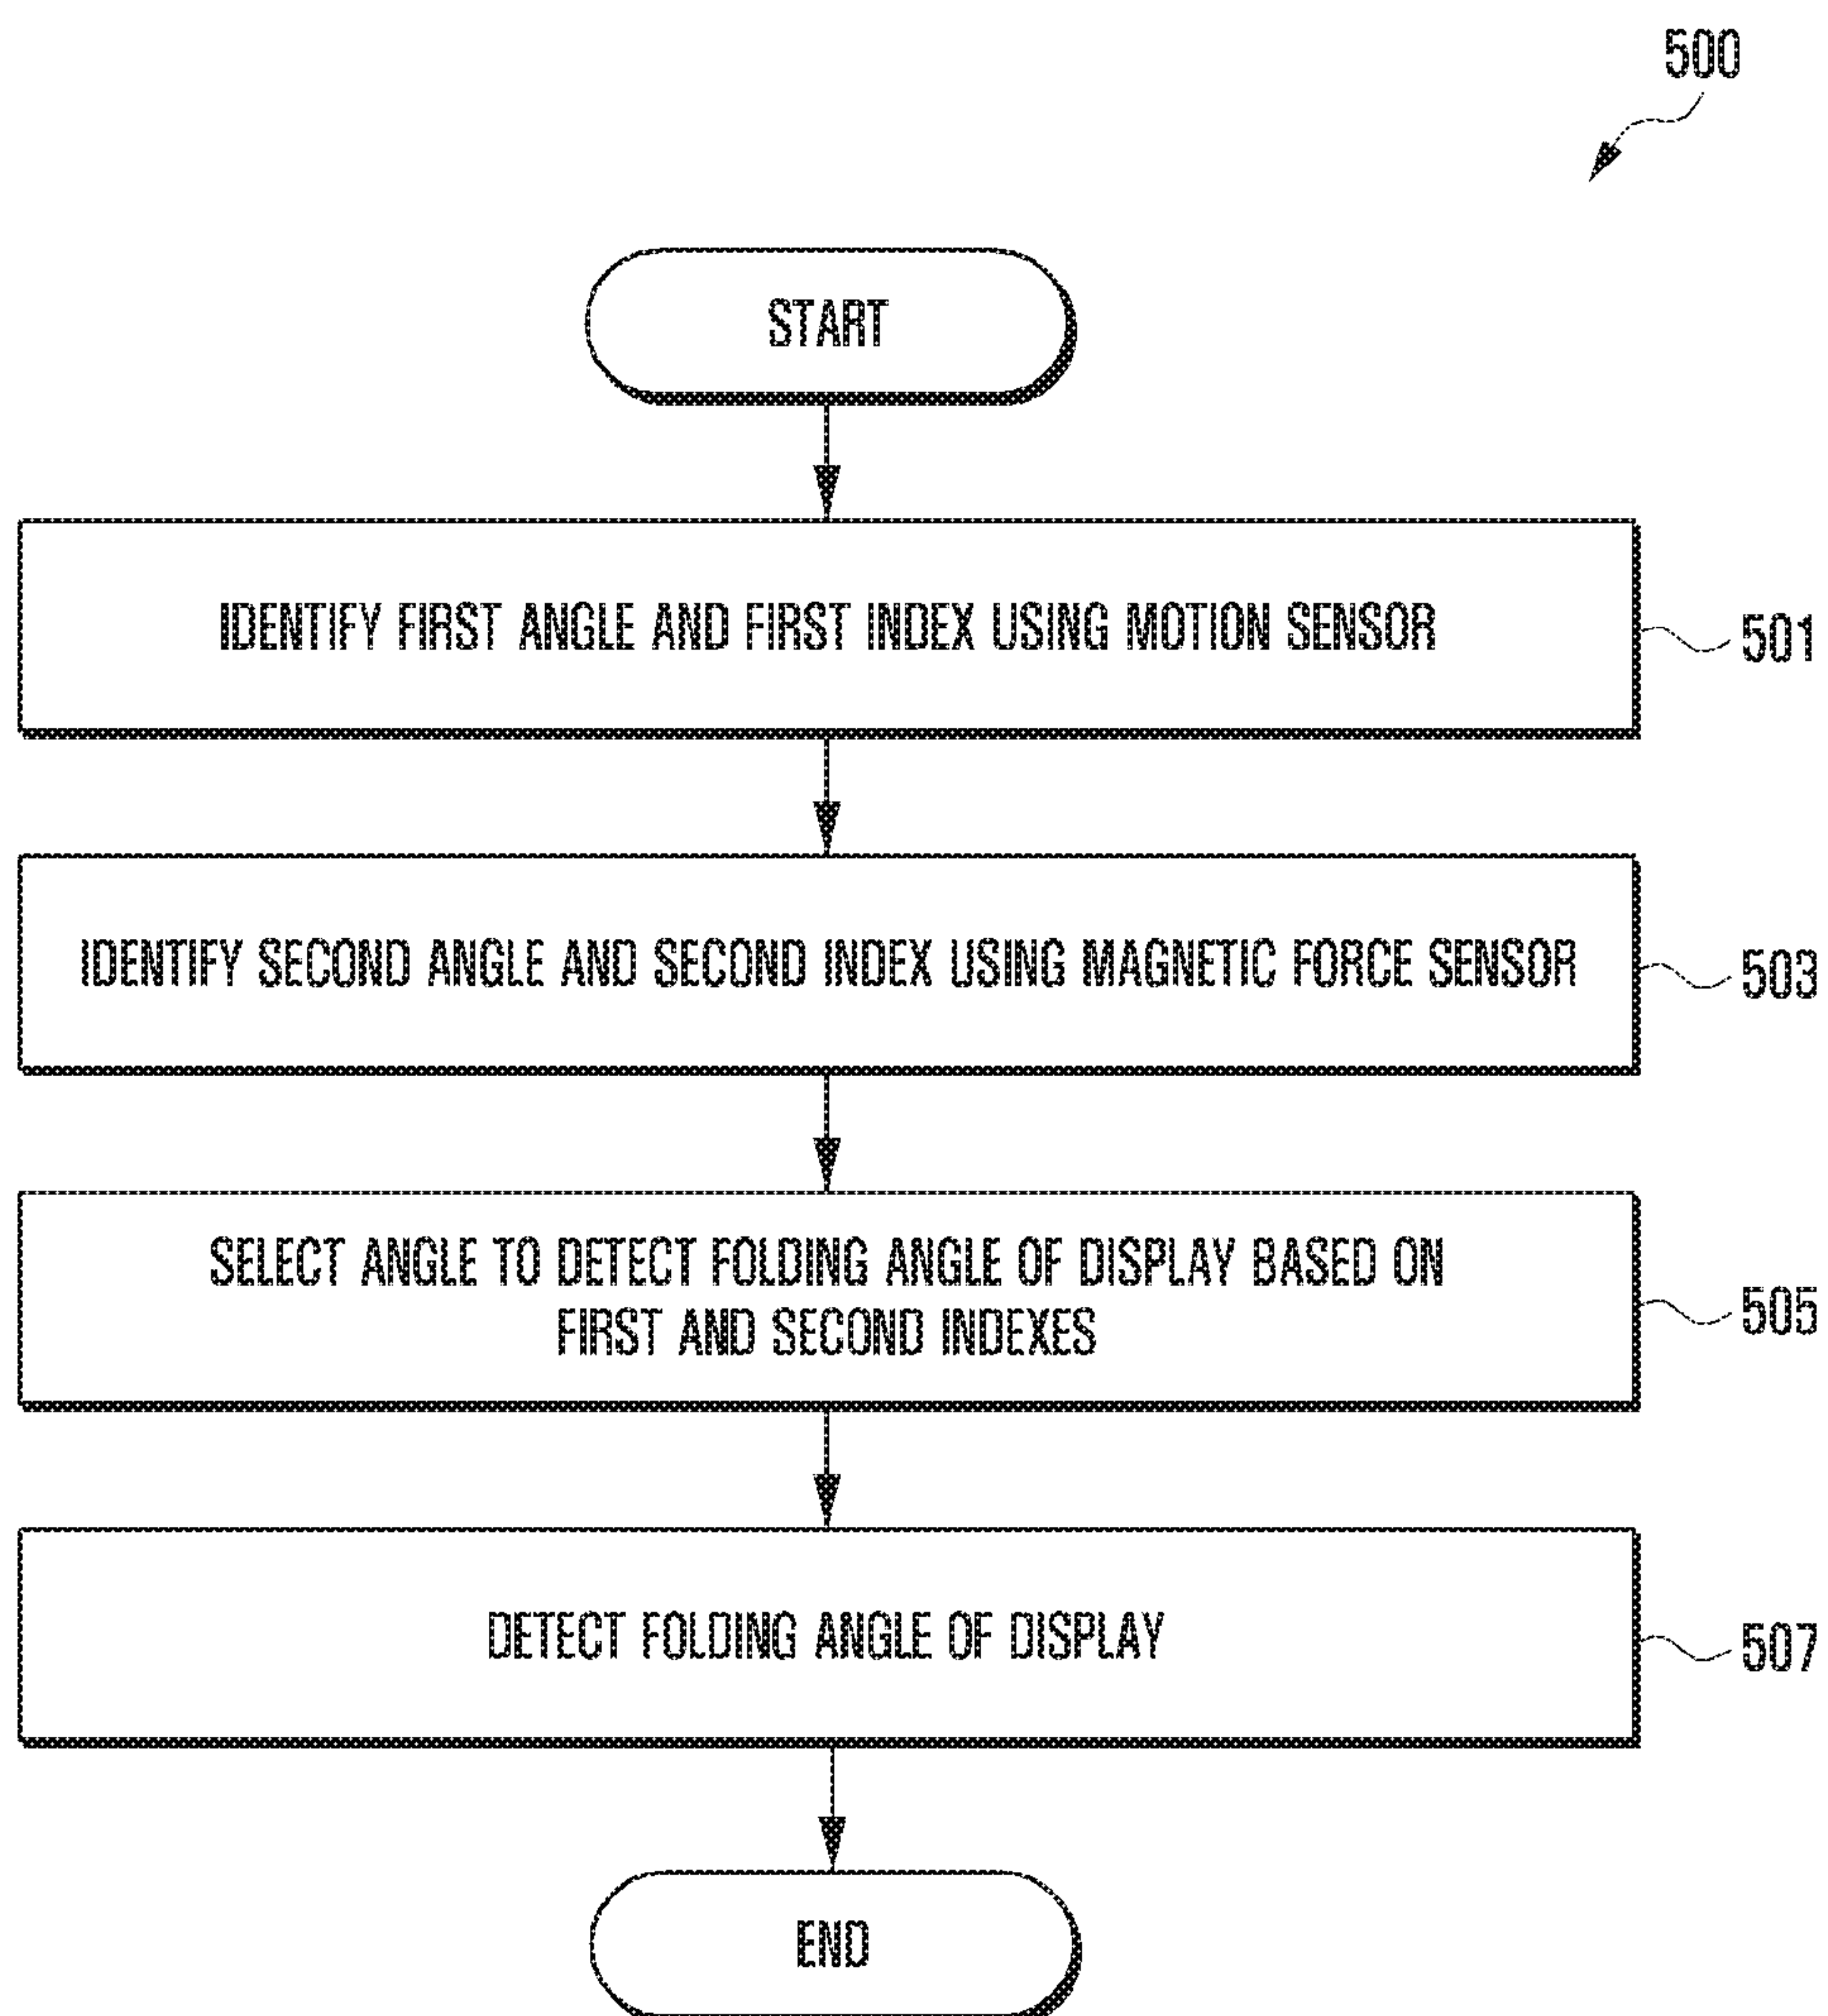 500
START
IDENTIFY FIRST ANGLE AND FIRST INDEX USING MOTION SENSOR
501
IDENTIFY SECOND ANGLE AND SECOND INDEX USING MAGNETIC FORCE SENSOR
503
SELECT ANGLE TO DETECT FOLDING ANGLE OF DISPLAY BASED ON
FIRST AND SECOND INDEXES
505
DETECT FOLDING ANGLE OF DISPLAY
507
END